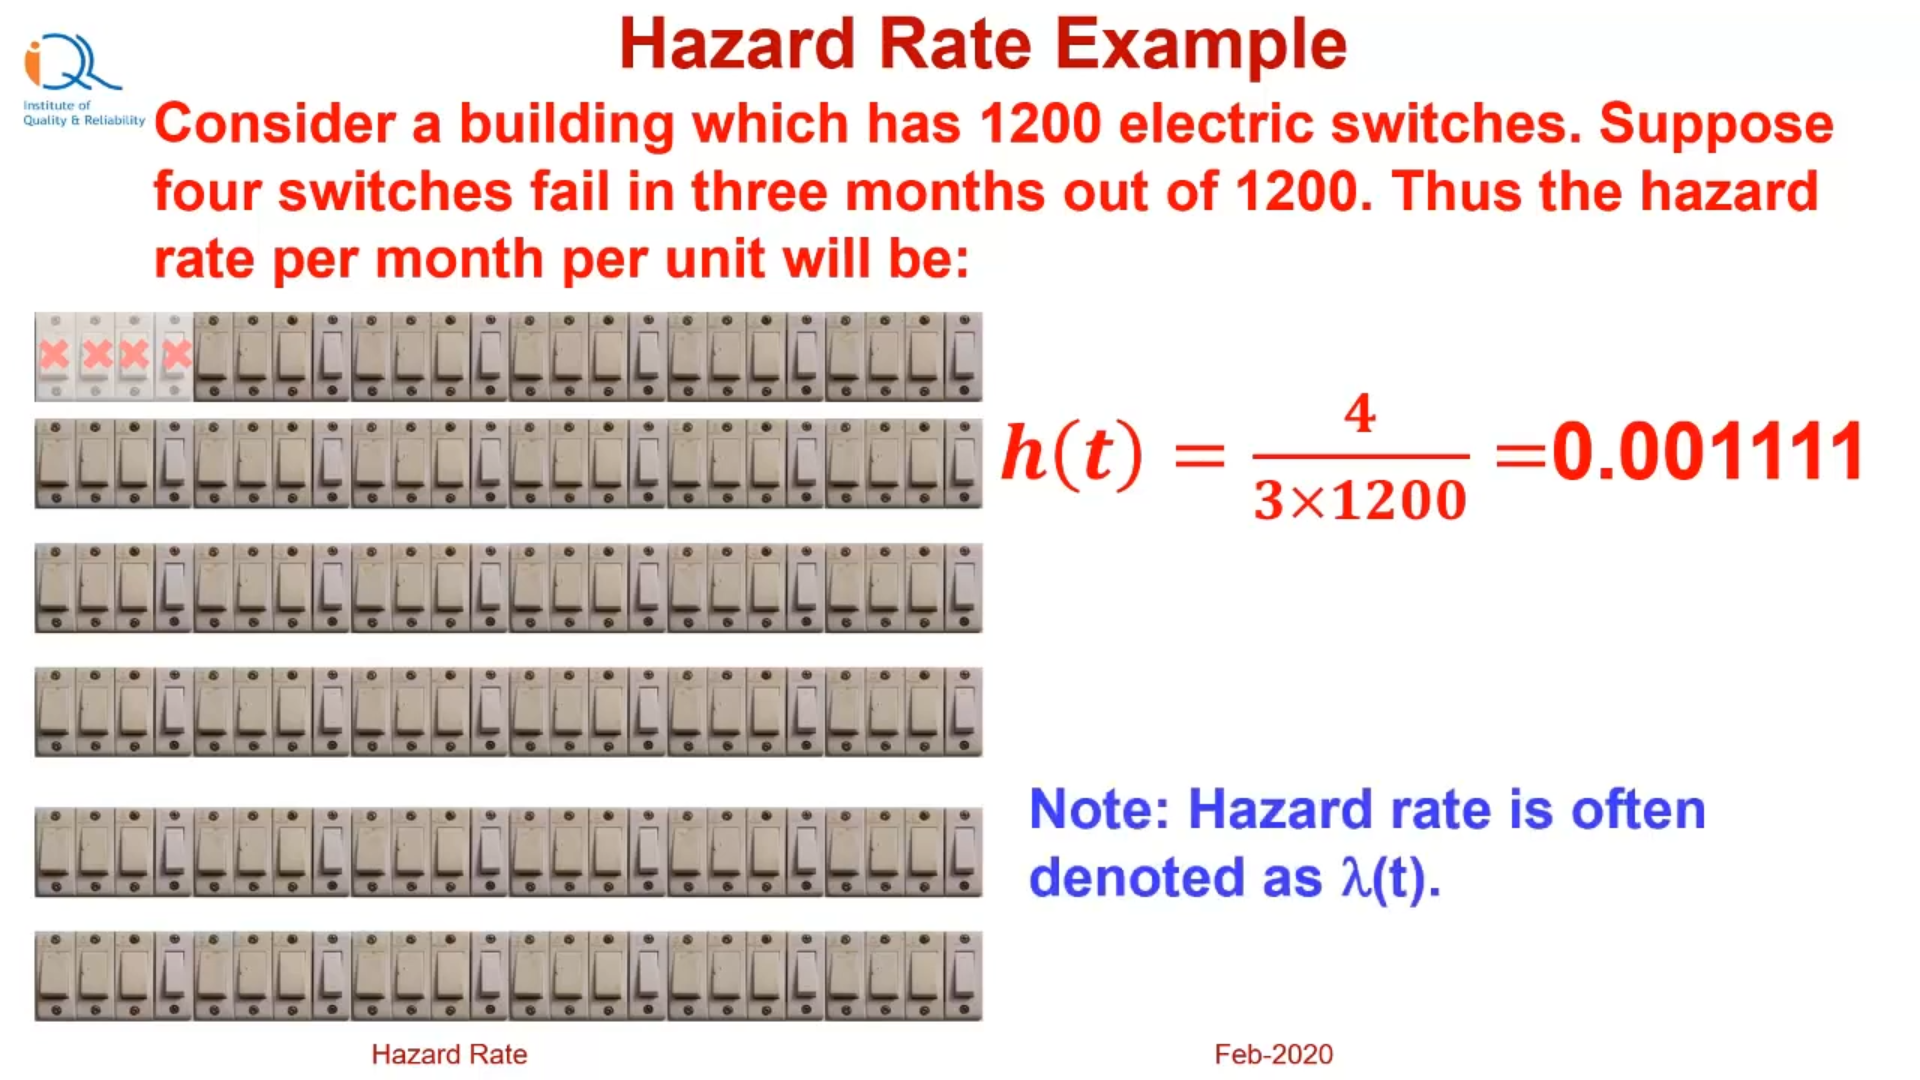 Hazard Rate Example
Institute of
Quality & Reliability
Consider a building which has 1200 electric switches. Suppose
four switches fail in three months out of 1200. Thus the hazard
rate per month per unit will be:
h(t) = 4 / 3×1200 =0.001111
Note: Hazard rate is often
denoted as λ(t).
Hazard Rate
Feb-2020